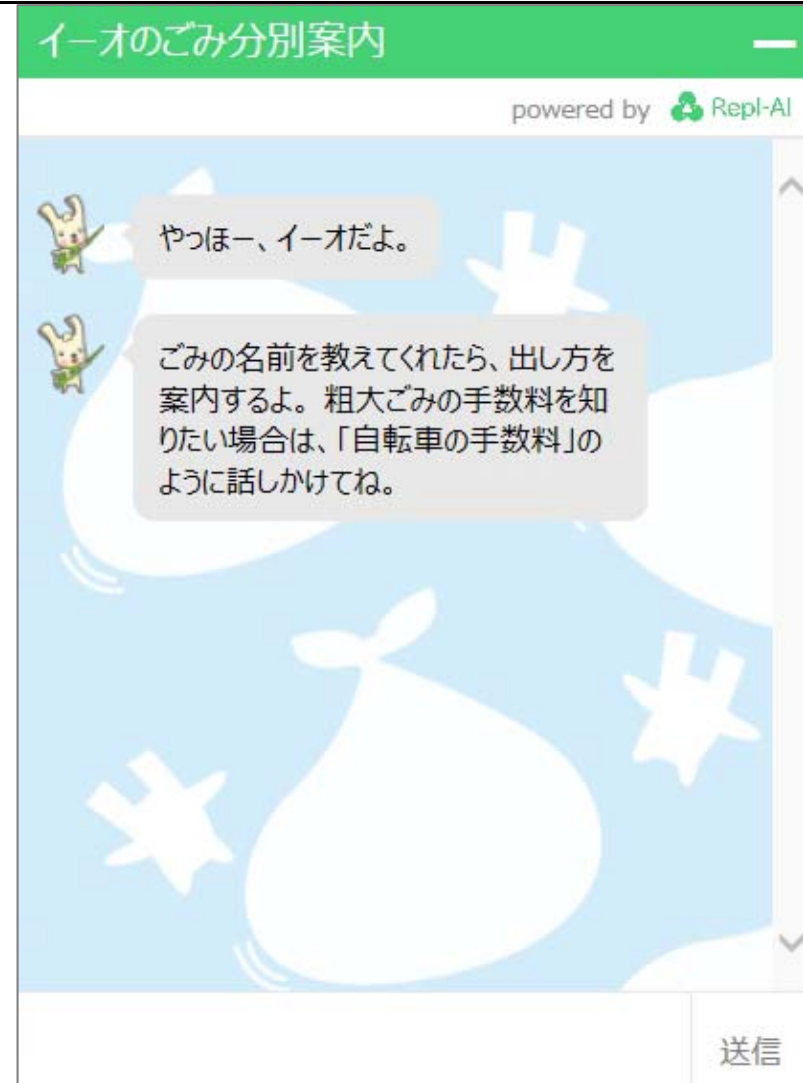 イーオのごみ分別案内
powered by Repl-AI
やっほー、イーオだよ。
ごみの名前を教えてくれたら、出し方を
案内するよ。粗大ごみの手数料を知
りたい場合は、「自転車の手数料」の
ように話しかけてね。
送信